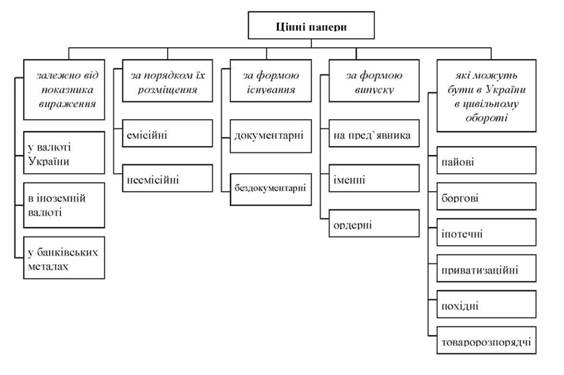 Цінні папери
залежно від
показника
вираження
у валюті
України
в іноземній
валюті
у банківських
металах
за порядком їх
розміщення
емісійні
неемісійні
за формою
існування
документарні
бездокументарні
за формою
випуску
на пред`явника
іменні
ордерні
які можуть
бути в Україні
в цивільному
обороті
пайові
боргові
іпотечні
приватизаційні
похідні
товаророзпорядчі